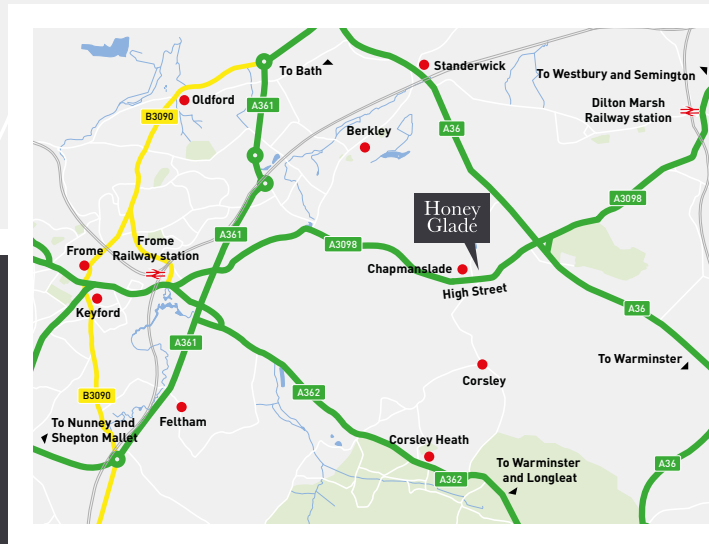 To Bath
Standerwick
To Westbury and Semington
Oldford
A361
Dilton Marsh
Railway station
B3090
Berkley
A36
A3098
Honey
Glade
Frome
Railway station
A361
A3098
Frome
Chapmanslade
High Street
Keyford
A36
A361
To Warminster
Corsley
B3090
A362
To Nunney and
Shepton Mallet
Feltham
Corsley Heath
To Warminster
and Longleat
A36
A362